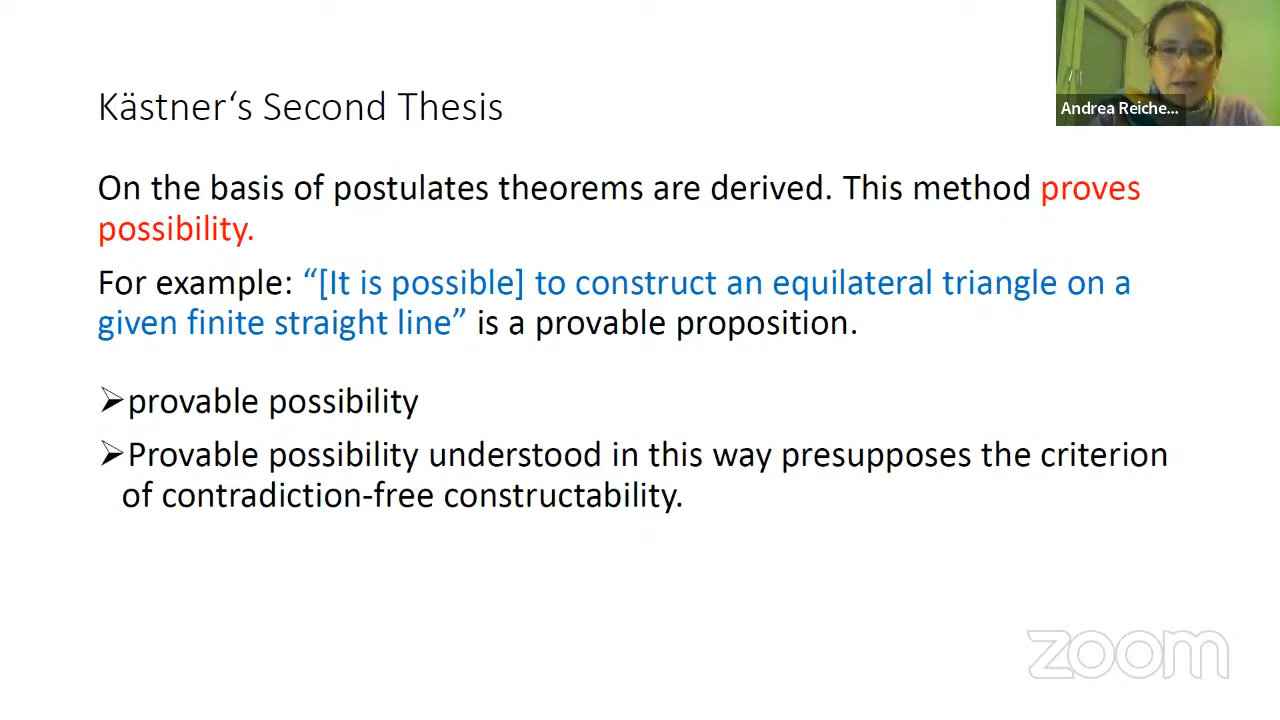 Andrea Reiche...
Kästner‘s Second Thesis
On the basis of postulates theorems are derived. This method proves
possibility.
For example: “[It is possible] to construct an equilateral triangle on a
given finite straight line” is a provable proposition.
➢provable possibility
➢Provable possibility understood in this way presupposes the criterion
of contradiction-free constructability.
zoom